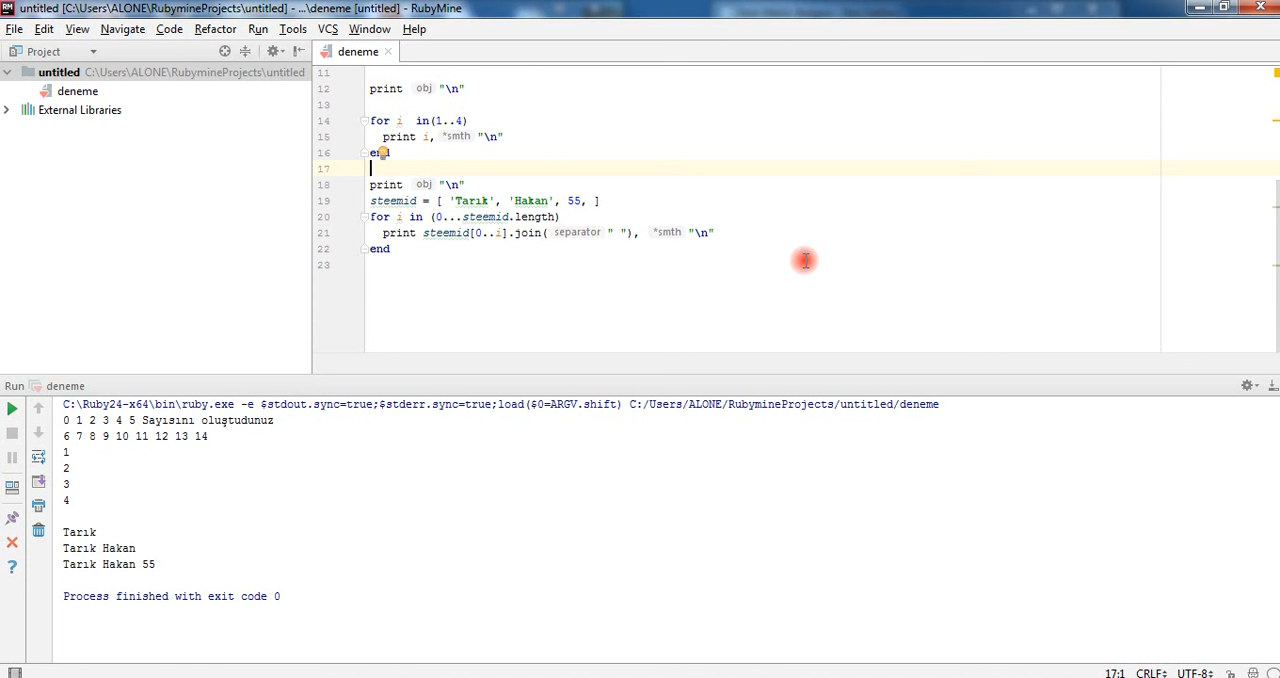 untitled [C:\Users\ALONE\RubymineProjects\untitled] - ...\deneme [untitled] - RubyMine
File Edit View Navigate Code Refactor Run Tools VCS Window Help
Project
deneme
untitled C:\Users\ALONE\RubymineProjects\untitled
deneme
External Libraries
11
12 print obj "\n"
13
14 for i in(1..4)
15 print i, *smth "\n"
16 end
17
18 print obj "\n"
19 steemid = [ 'Tarık', 'Hakan', 55, ]
20 for i in (0...steemid.length)
21 print steemid[0..i].join( separator " "), *smth "\n"
22 end
23
Run deneme
C:\Ruby24-x64\bin\ruby.exe -e $stdout.sync=true;$stderr.sync=true;load($0=ARGV.shift) C:/Users/ALONE/RubymineProjects/untitled/deneme
0 1 2 3 4 5 Sayısını oluştudunuz
6 7 8 9 10 11 12 13 14
1
2
3
4
Tarık
Tarık Hakan
Tarık Hakan 55
Process finished with exit code 0
17:1 CRLF UTF-8